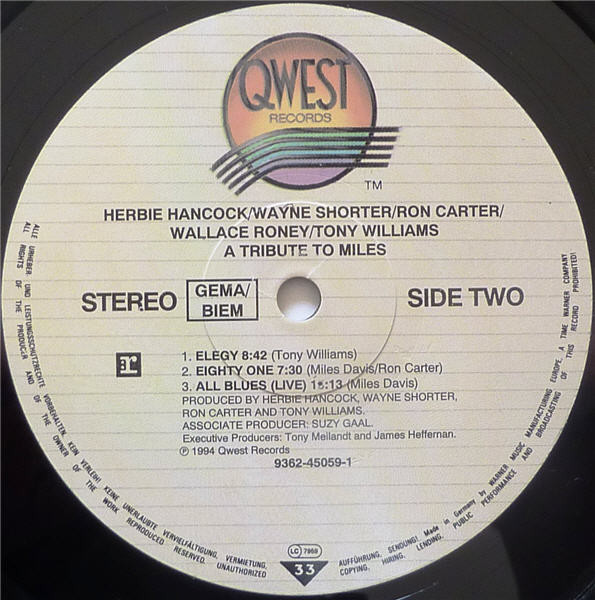 QWEST
RECORDS
TM
HERBIE HANCOCK/WAYNE SHORTER/RON CARTER/
WALLACE RONEY/TONY WILLIAMS
A TRIBUTE TO MILES
STEREO
GEMA/
BIEM
SIDE TWO
1. ELEGY 8:42 (Tony Williams)
2. EIGHTY ONE 7:30 (Miles Davis/Ron Carter)
3. ALL BLUES (LIVE) (Miles Davis)
r
PRODUCED BY HERBIE HANCOCK, WAYNE SHORTER,
RON CARTER AND TONY WILLIAMS.
ASSOCIATE PRODUCER: SUZY GAAL.
Executive Producers: Tony Meilandt and James Heffernan.
℗ 1994 Qwest Records
9362-45059-1
ALLE URHEBER- UND LEISTUNGSSCHUTZRECHTE VORBEHALTEN. KEIN VERLEIH! KEINE UNERLAUBTE VERVIELFÄLTIGUNG, VERMIETUNG,
AUFFÜHRUNG, SENDUNG! Made in Germany by WARNER MUSIC MANUFACTURING EUROPE. A TIME WARNER COMPANY
ALL RIGHTS OF THE PRODUCER AND OF THE OWNER OF THE WORK REPRODUCED RESERVED. UNAUTHORIZED
COPYING, HIRING, LENDING, PUBLIC PERFORMANCE AND BROADCASTING OF THIS RECORD PROHIBITED!
LC 7969
33